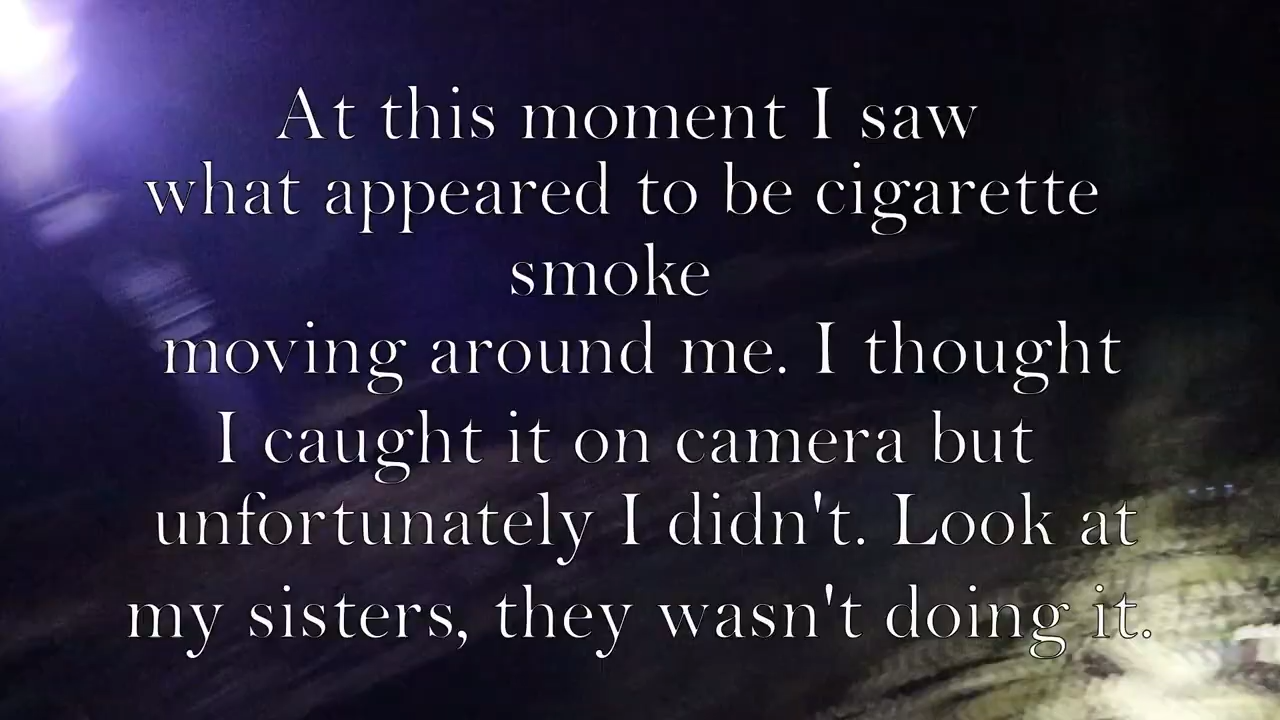 At this moment I saw
what appeared to be cigarette
smoke
moving around me. I thought
I caught it on camera but
unfortunately I didn't. Look at
my sisters, they wasn't doing it.